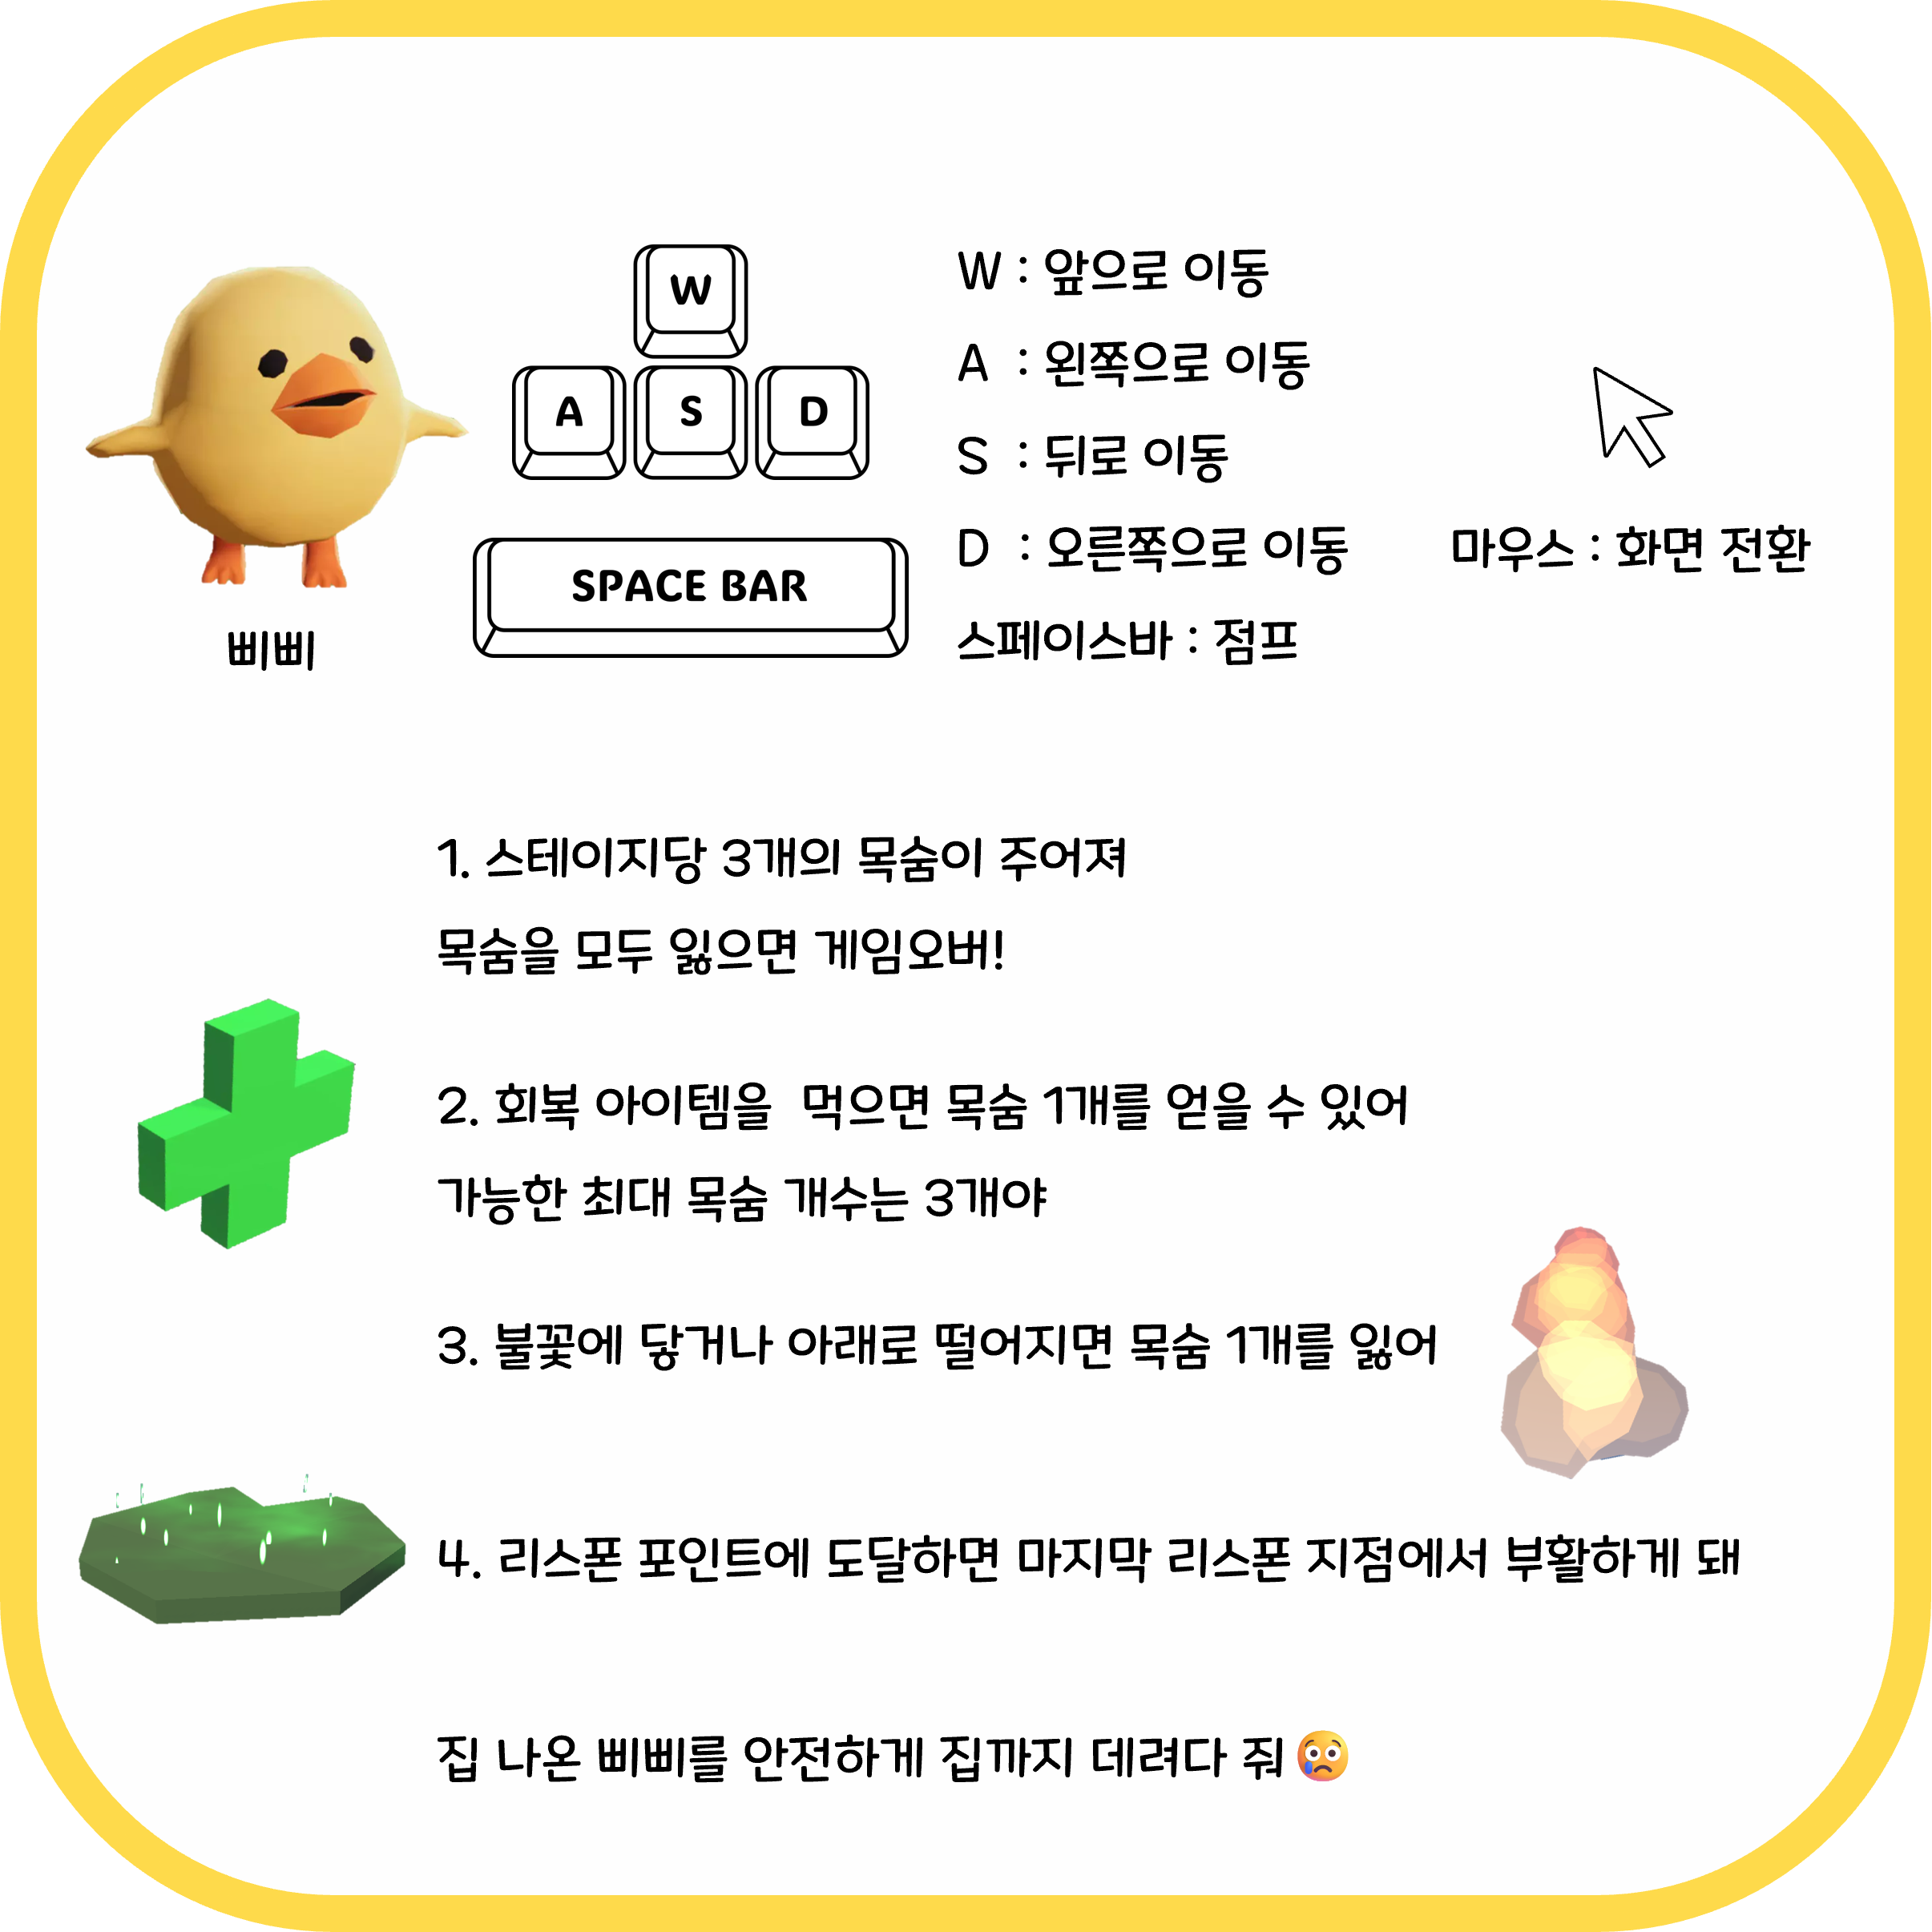 W
A
S
D
SPACE BAR
삐삐
W : 앞으로 이동
A : 왼쪽으로 이동
S : 뒤로 이동
D : 오른쪽으로 이동
스페이스바 : 점프
마우스 : 화면 전환
1. 스테이지당 3개의 목숨이 주어져
목숨을 모두 잃으면 게임오버!
2. 회복 아이템을 먹으면 목숨 1개를 얻을 수 있어
가능한 최대 목숨 개수는 3개야
3. 불꽃에 닿거나 아래로 떨어지면 목숨 1개를 잃어
4. 리스폰 포인트에 도달하면 마지막 리스폰 지점에서 부활하게 돼
집 나온 삐삐를 안전하게 집까지 데려다 줘 😢